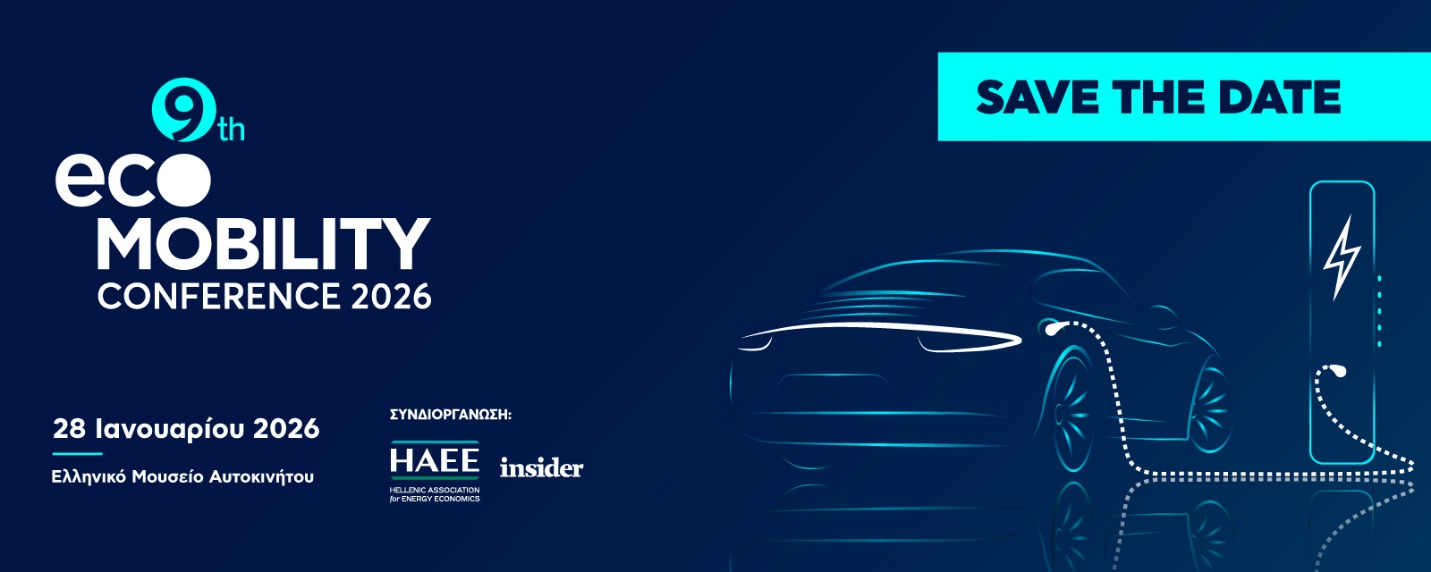 9th
eco
MOBILITY
CONFERENCE 2026
SAVE THE DATE
28 Ιανουαρίου 2026
Ελληνικό Μουσείο Αυτοκινήτου
ΣΥΝΔΙΟΡΓΑΝΩΣΗ:
HAEE
HELLENIC ASSOCIATION
for ENERGY ECONOMICS
insider